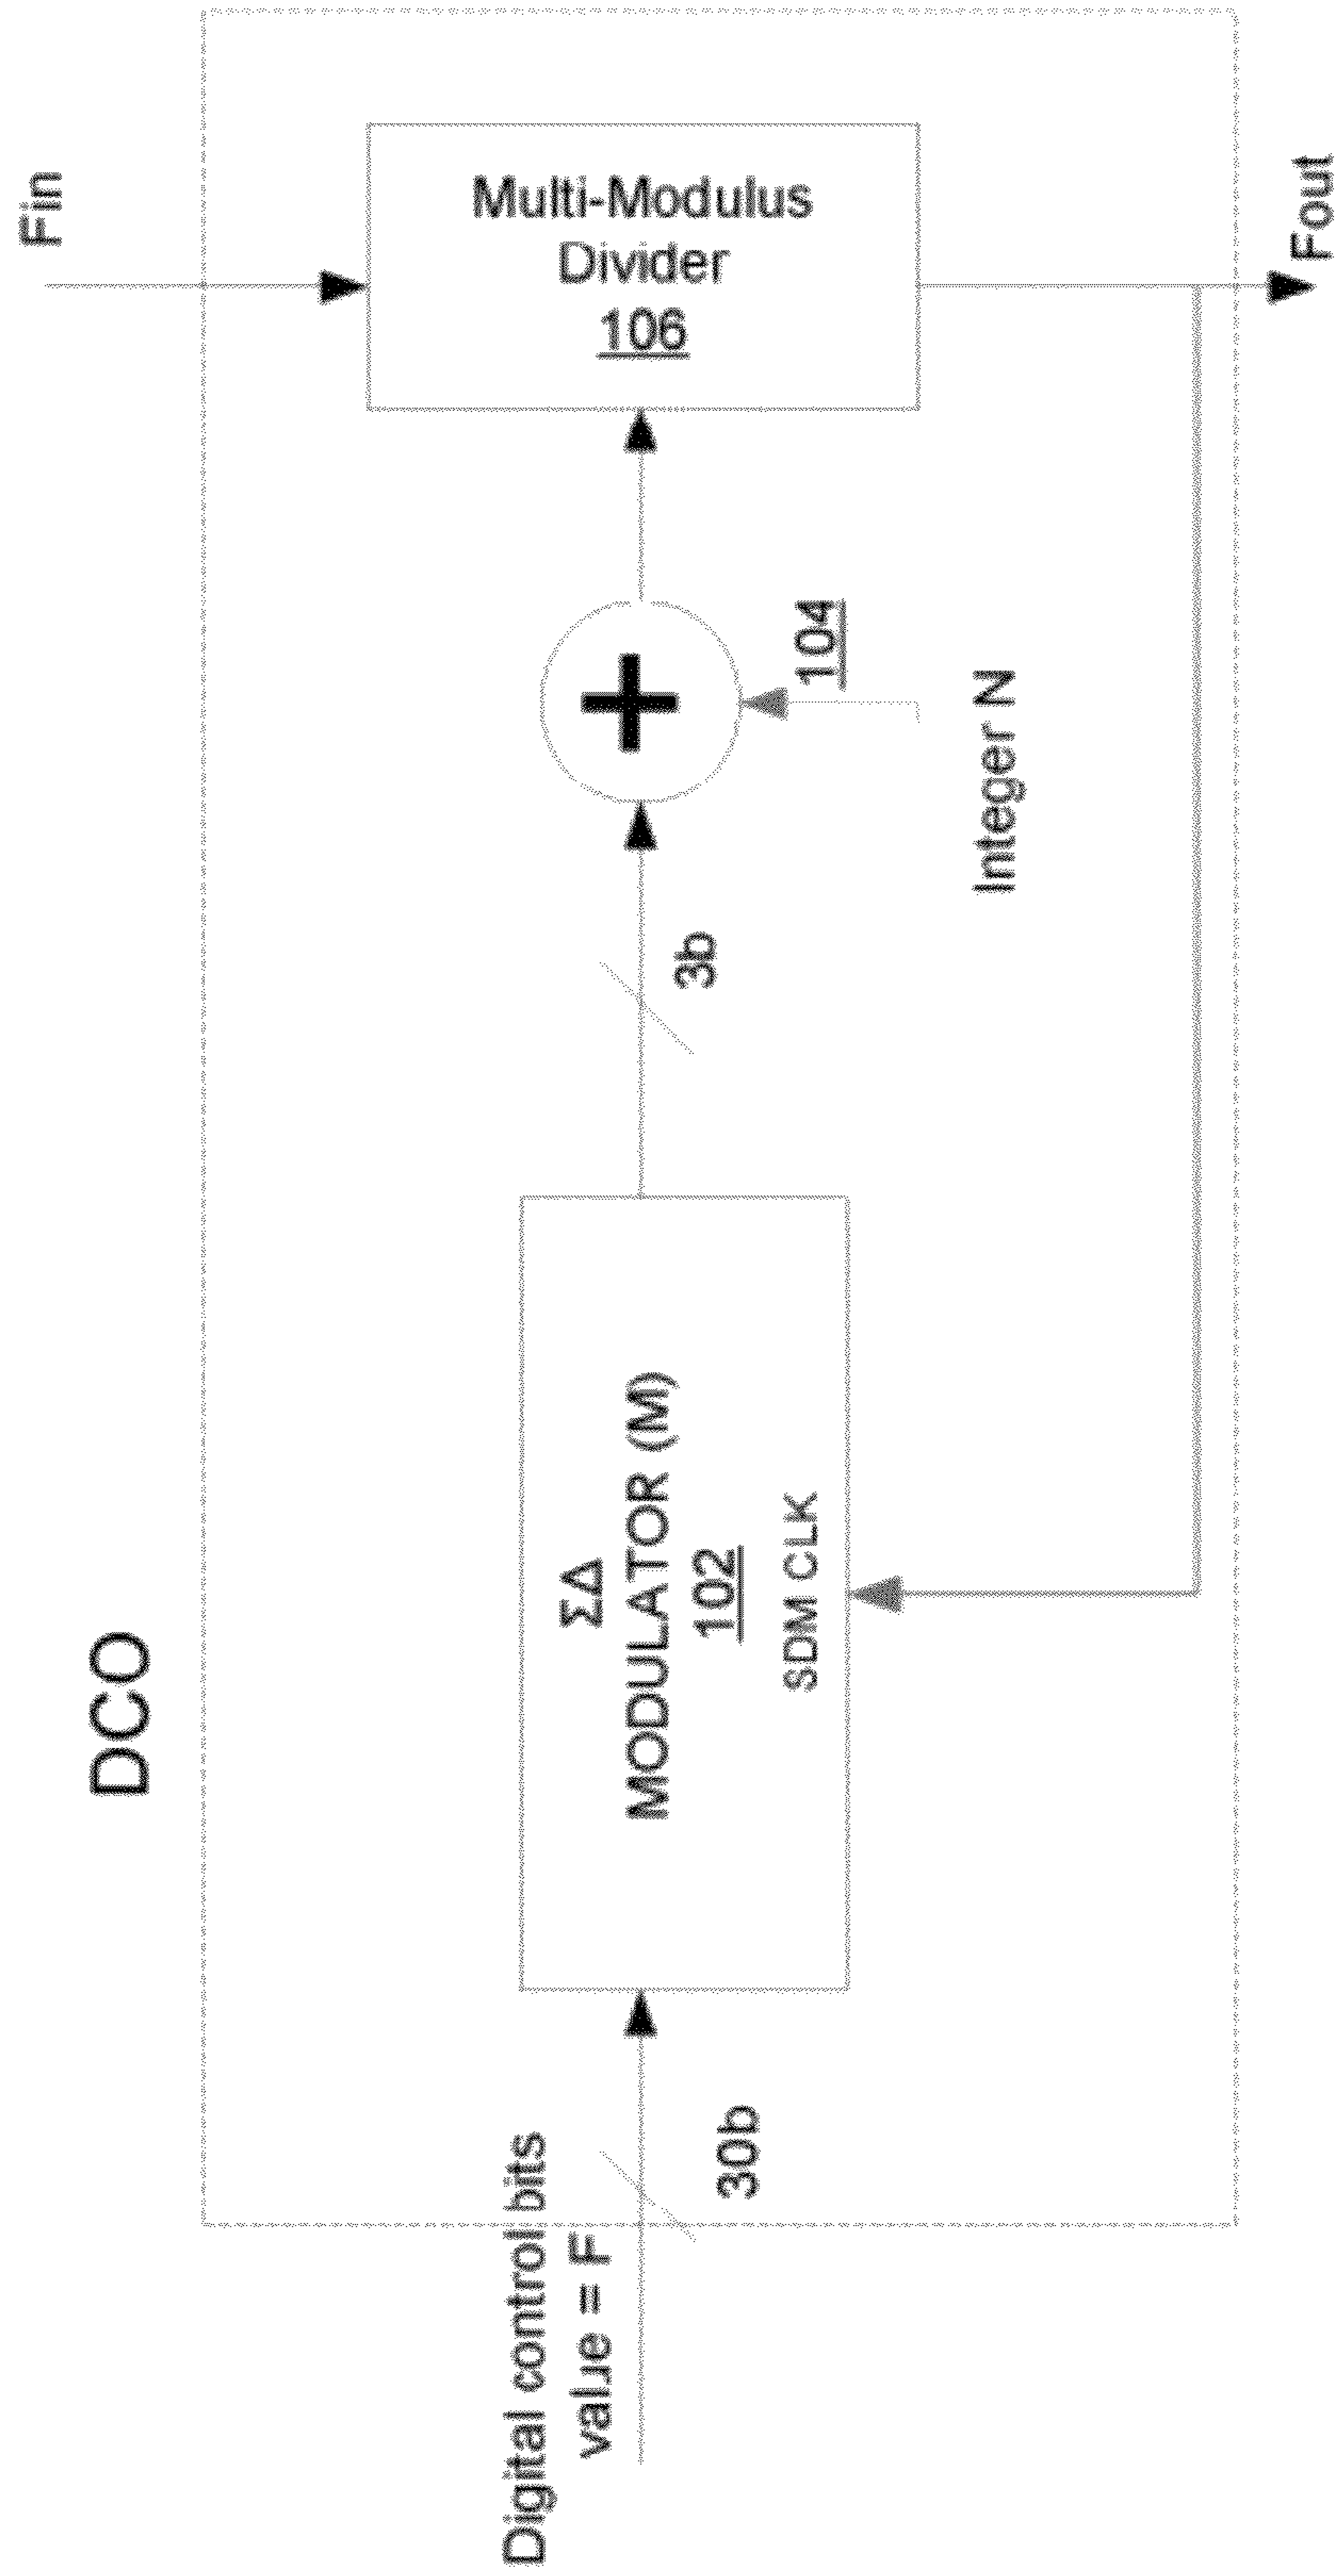 DCO
Digital control bits
value = F
30b
ΣΔ
MODULATOR (M)
102
SDM CLK
3b
104
Integer N
Fin
Multi-Modulus
Divider
106
Fout